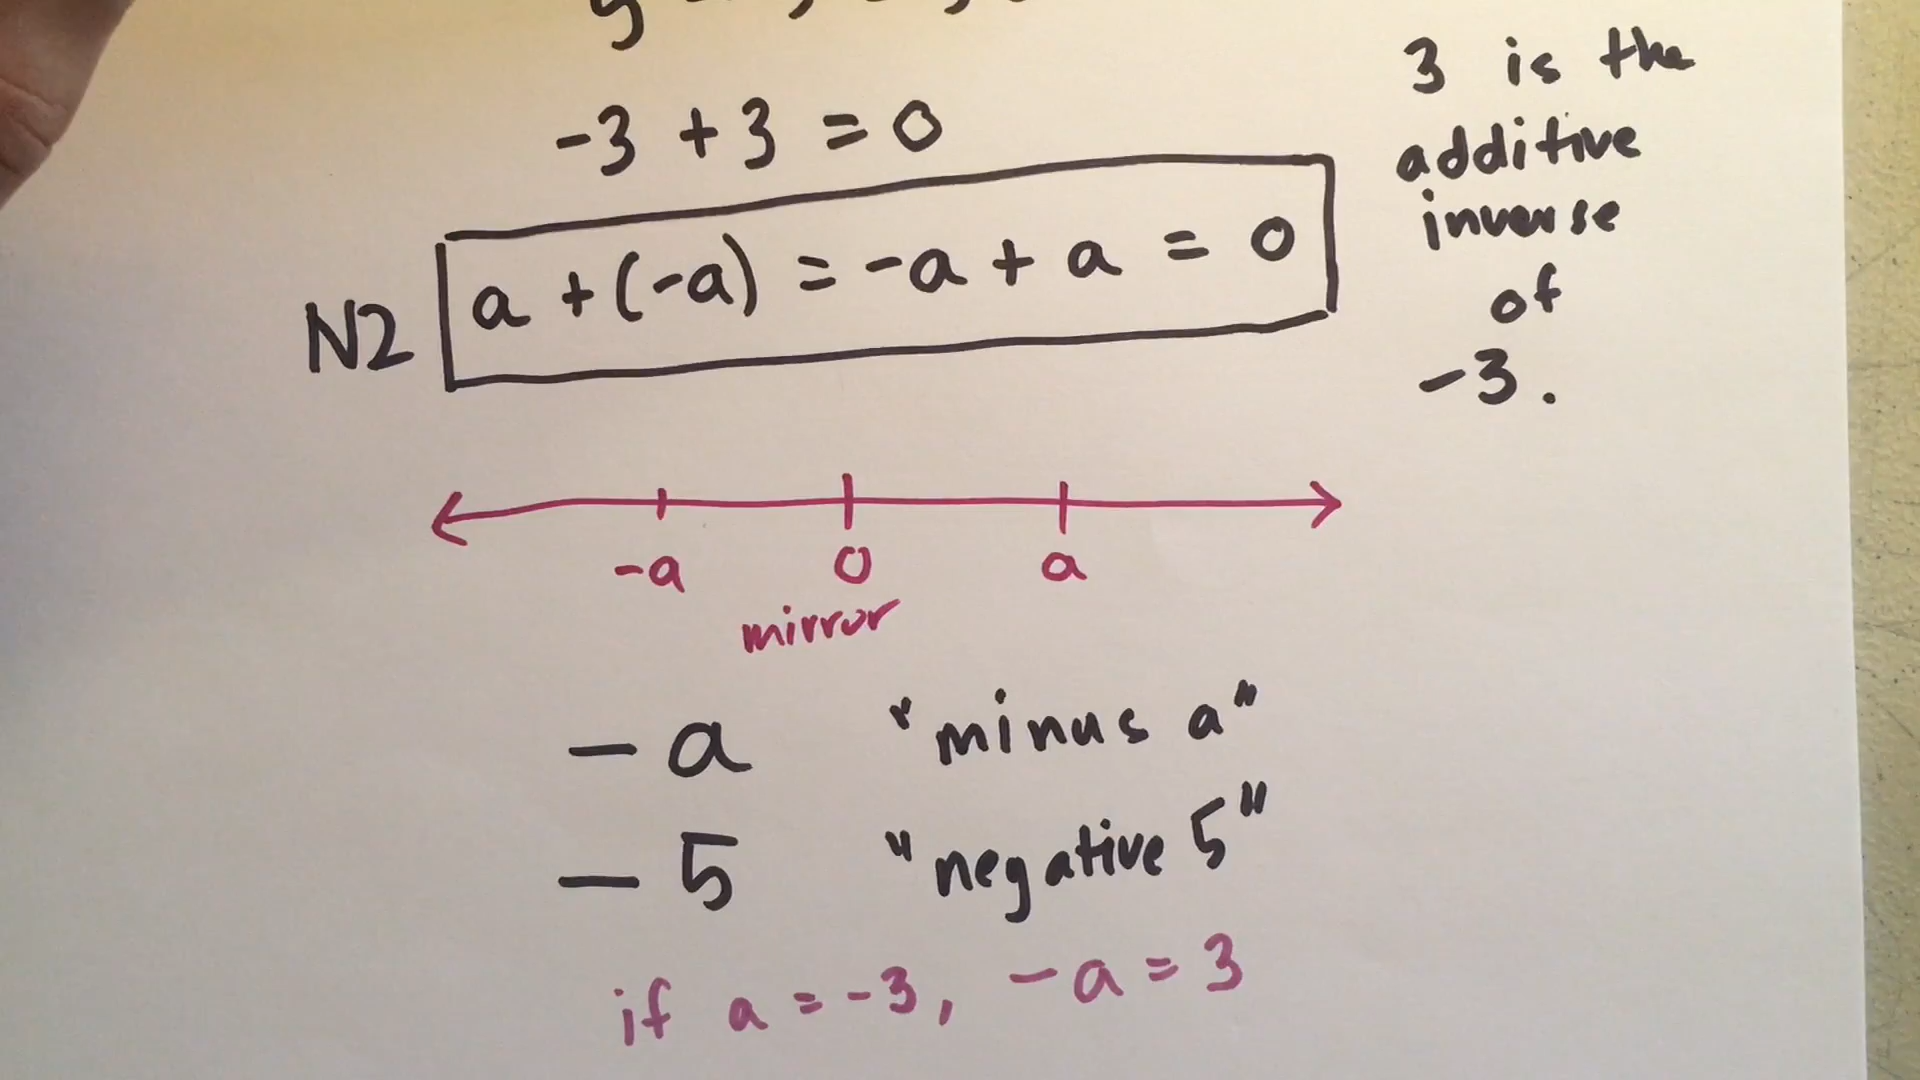 -3 + 3 = 0
N2 a + (-a) = -a + a = 0
3 is the
additive
inverse
of
-3.
-a 0 a
mirror
-a "minus a"
-5 "negative 5"
if a = -3, -a = 3